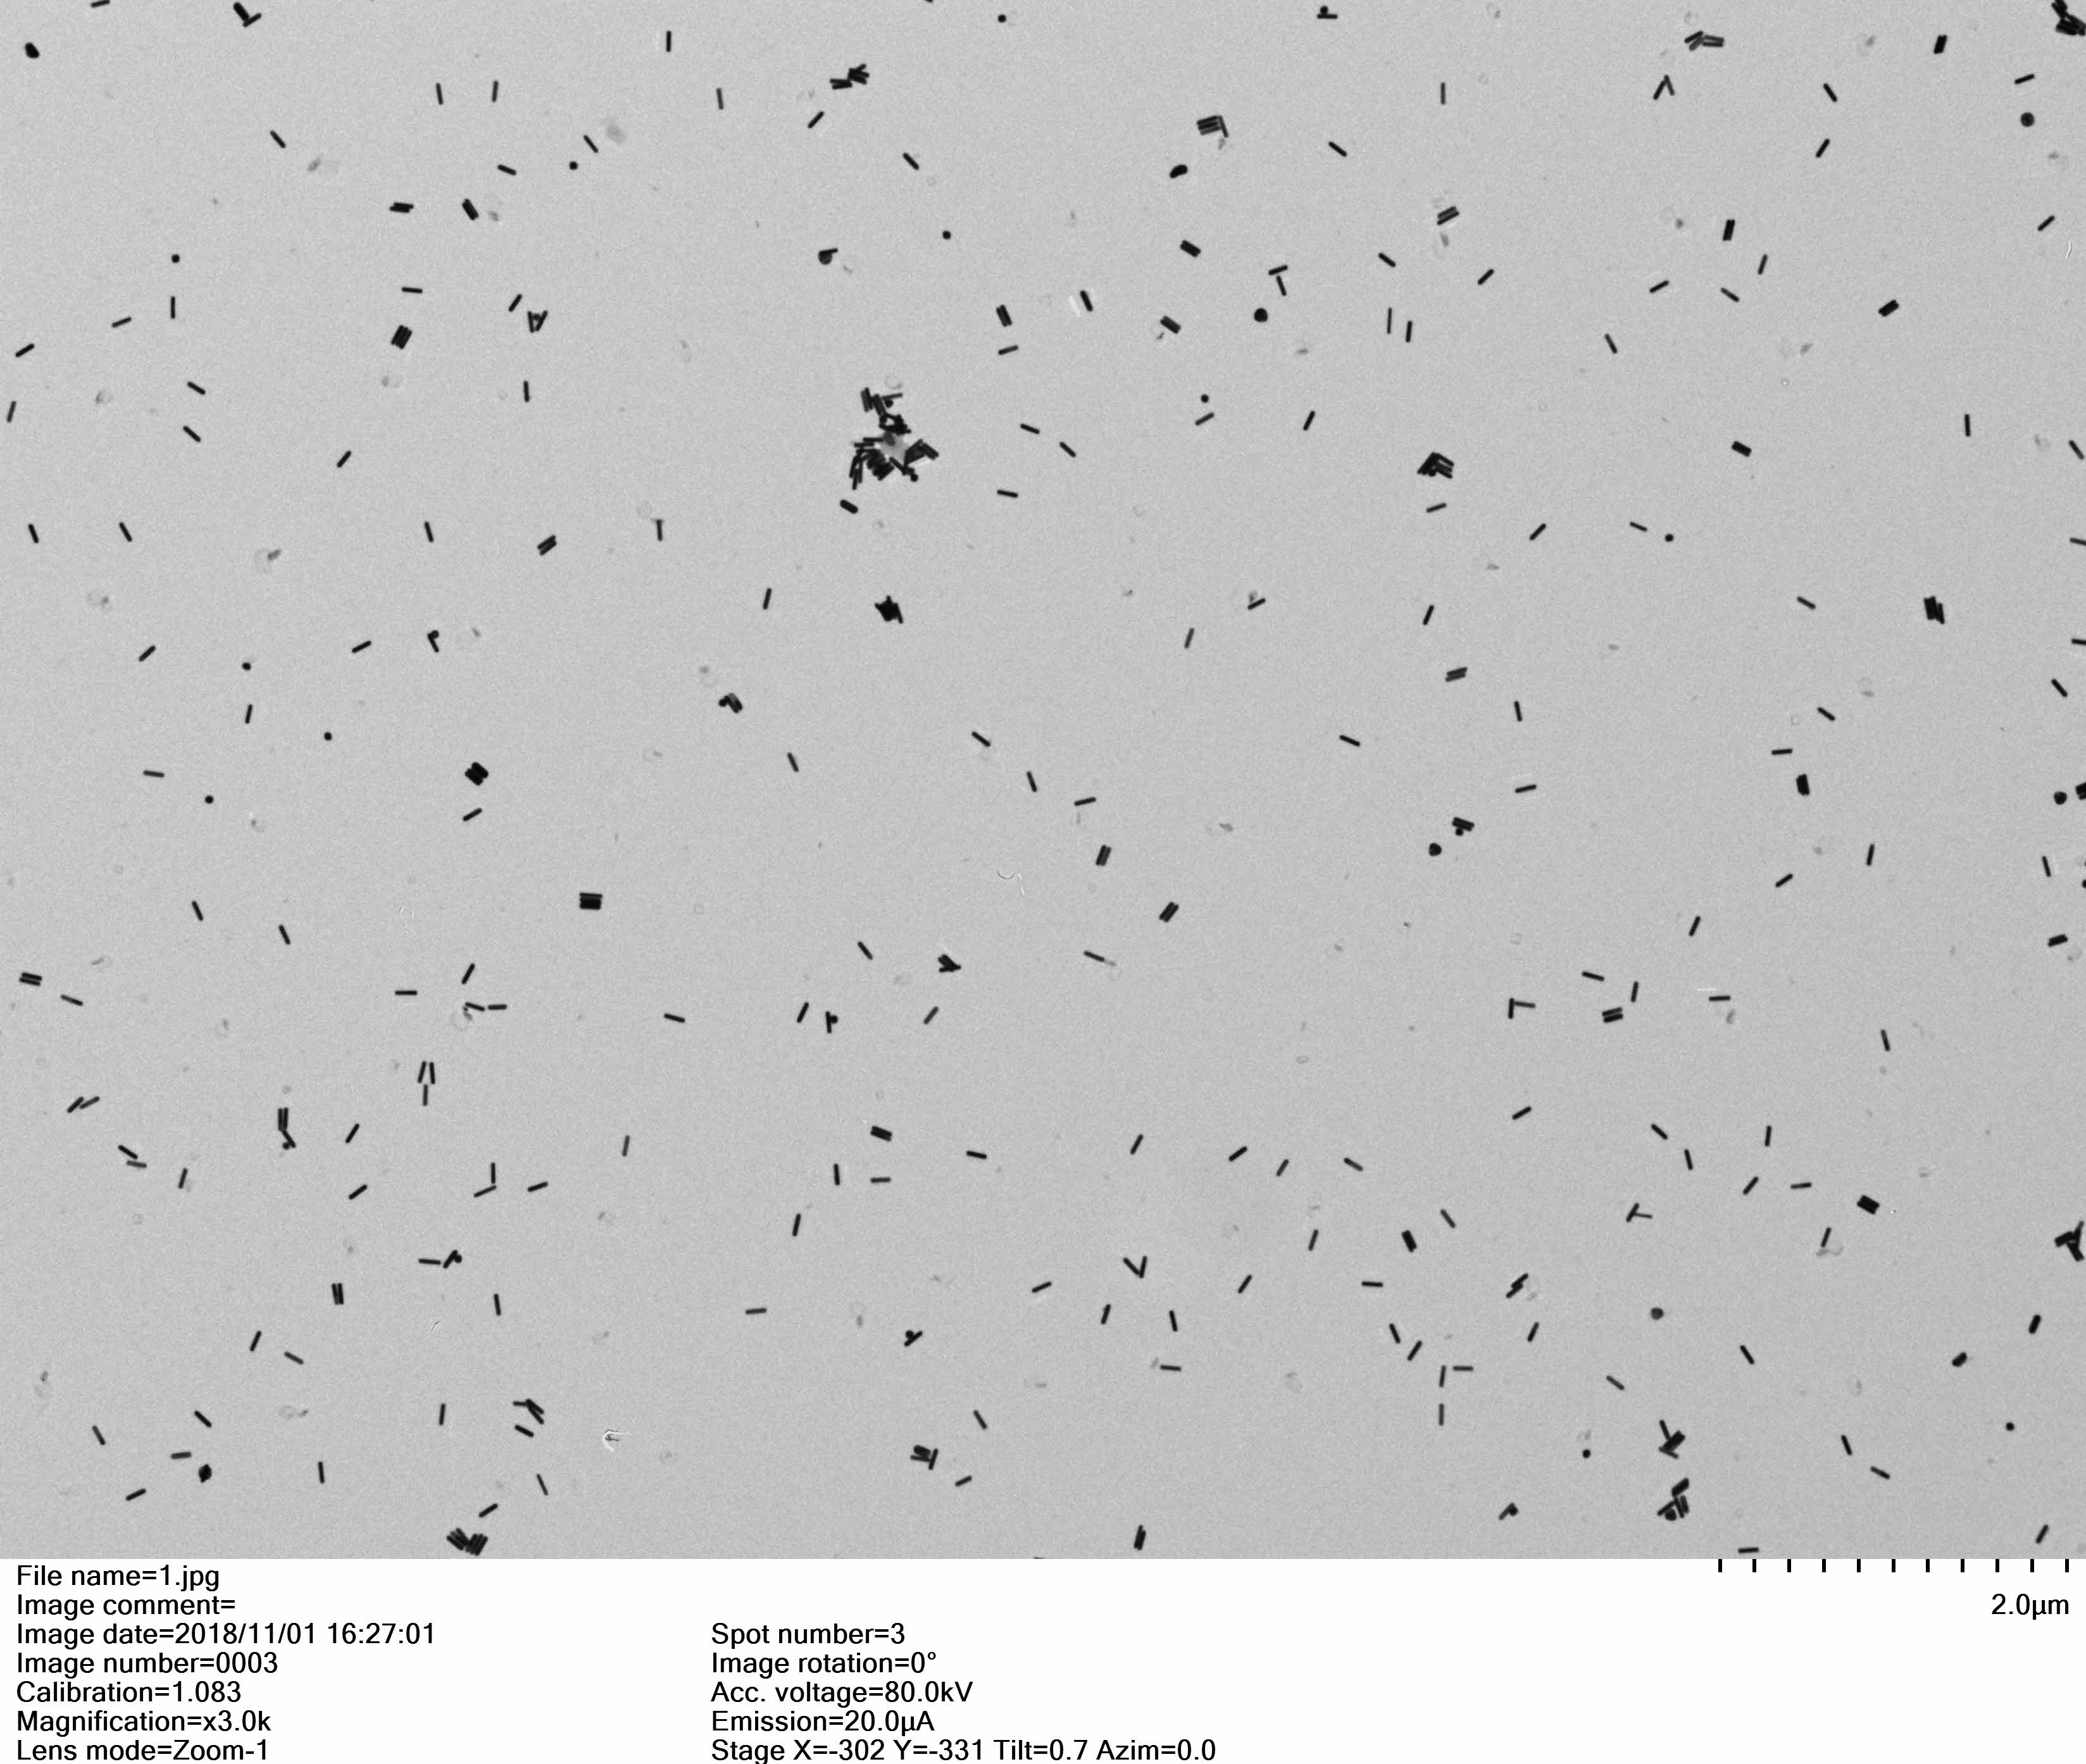 File name=1.jpg
2.0µm
Image comment=
Image date=2018/11/01 16:27:01
Spot number=3
Image number=0003
Image rotation=0°
Calibration=1.083
Acc. voltage=80.0kV
Magnification=x3.0k
Emission=20.0µA
Lens mode=Zoom-1
Stage X=-302 Y=-331 Tilt=0.7 Azim=0.0